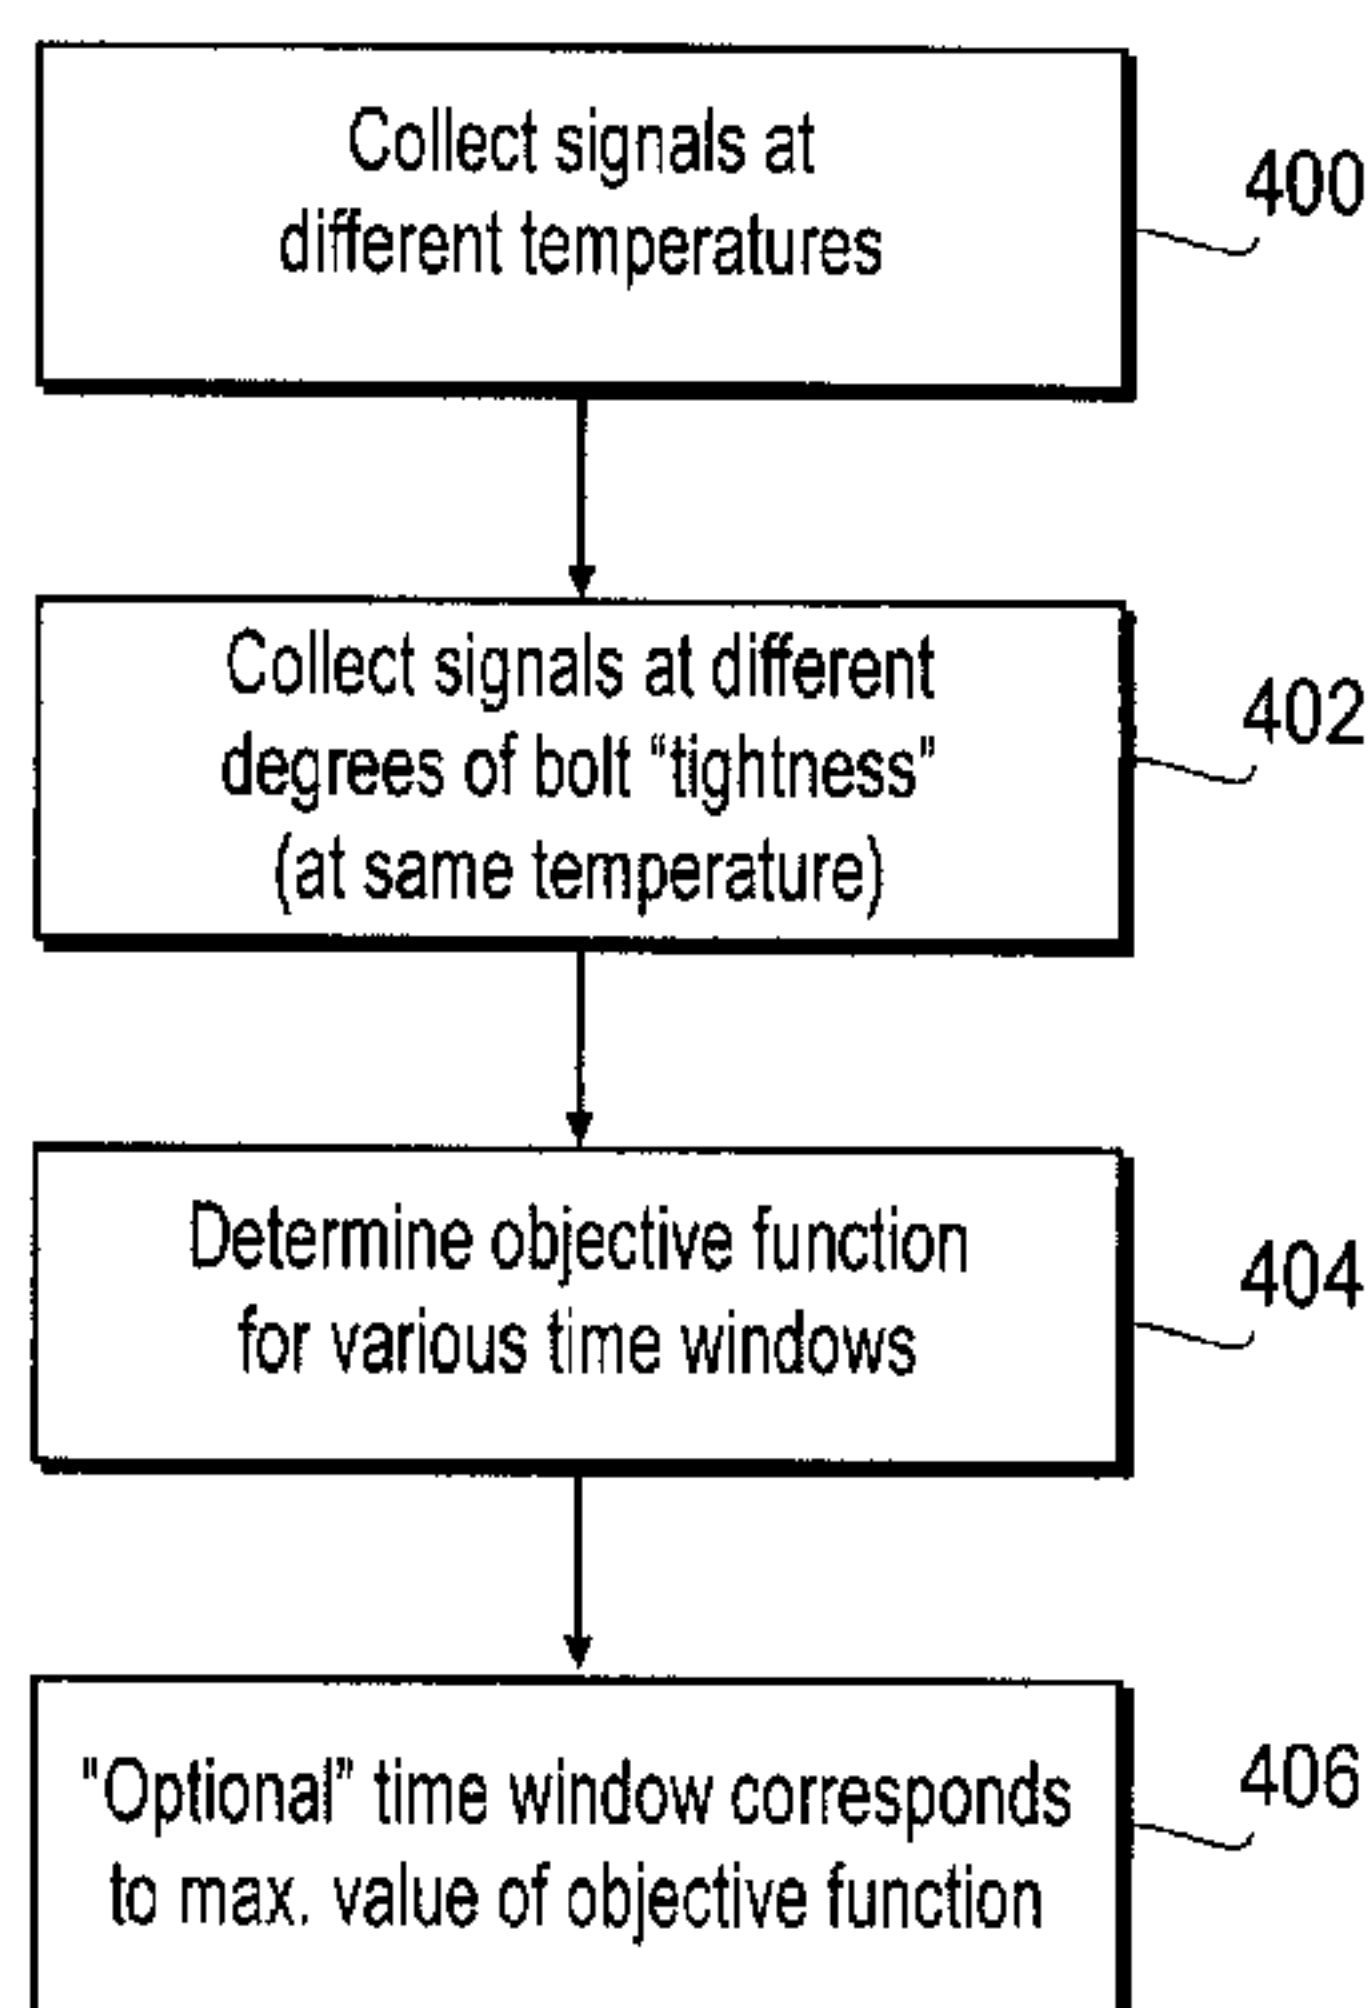 Collect signals at
different temperatures
400
Collect signals at different
degrees of bolt “tightness”
(at same temperature)
402
Determine objective function
for various time windows
404
"Optional” time window corresponds
to max. value of objective function
406